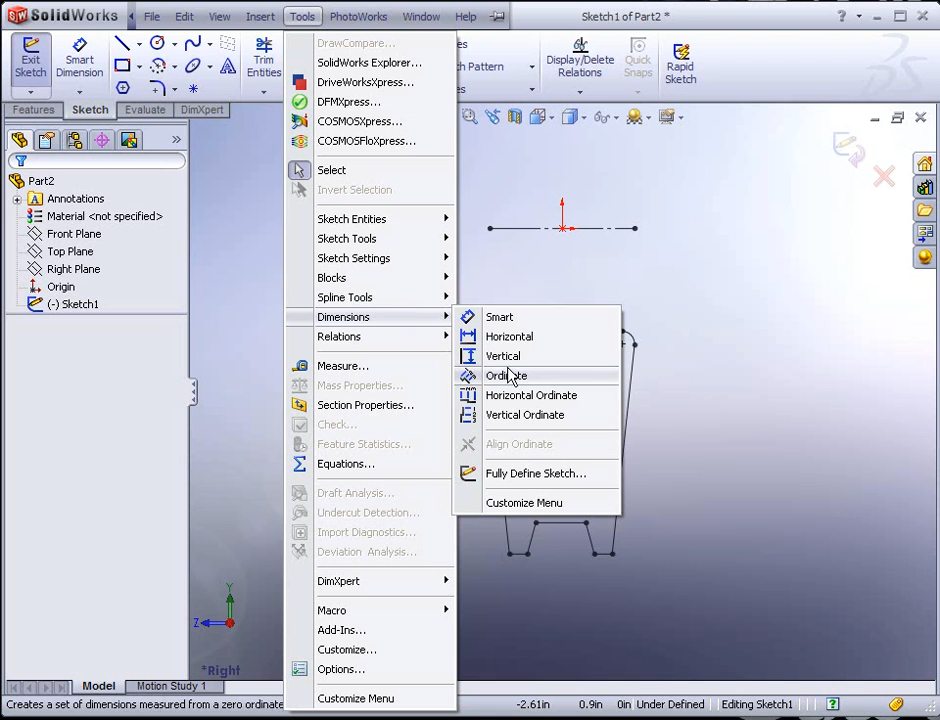 SolidWorks File Edit View Insert Tools PhotoWorks Window Help Sketch1 of Part2 *
Exit Sketch
Smart Dimension
Trim Entities
Display/Delete Relations
Quick Snaps
Rapid Sketch
Features Sketch Evaluate DimXpert
Part2
Annotations
Material <not specified>
Front Plane
Top Plane
Right Plane
Origin
(-) Sketch1
DrawCompare...
SolidWorks Explorer...
DriveWorksXpress...
DFMXpress...
COSMOSXpress...
COSMOSFloXpress...
Select
Invert Selection
Sketch Entities
Sketch Tools
Sketch Settings
Blocks
Spline Tools
Dimensions
Relations
Measure...
Mass Properties...
Section Properties...
Check...
Feature Statistics...
Equations...
Draft Analysis...
Undercut Detection...
Import Diagnostics...
Deviation Analysis...
DimXpert
Macro
Add-Ins...
Customize...
Options...
Customize Menu
Smart
Horizontal
Vertical
Ordinate
Horizontal Ordinate
Vertical Ordinate
Align Ordinate
Fully Define Sketch...
Customize Menu
Y
Z
*Right
Model Motion Study 1
Creates a set of dimensions measured from a zero ordinate -2.61in 0.9in 0in Under Defined Editing Sketch1